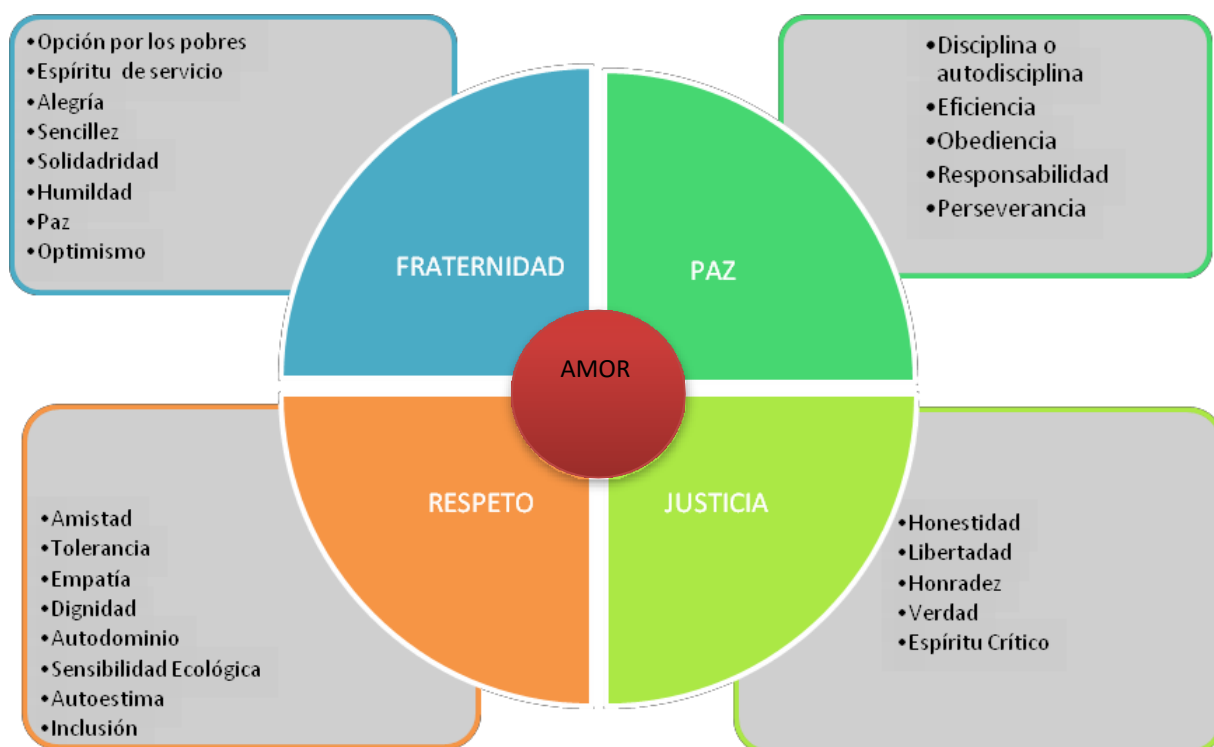 •Opción por los pobres
•Espíritu de servicio
•Alegría
•Sencillez
•Solidadridad
•Humildad
•Paz
•Optimismo
•Disciplina o
autodisciplina
•Eficiencia
•Obediencia
•Responsabilidad
•Perseverancia
FRATERNIDAD
PAZ
AMOR
RESPETO
JUSTICIA
•Amistad
•Tolerancia
•Empatía
•Dignidad
•Autodominio
•Sensibilidad Ecológica
•Autoestima
•Inclusión
•Honestidad
•Libertadad
•Honradez
•Verdad
•Espíritu Crítico